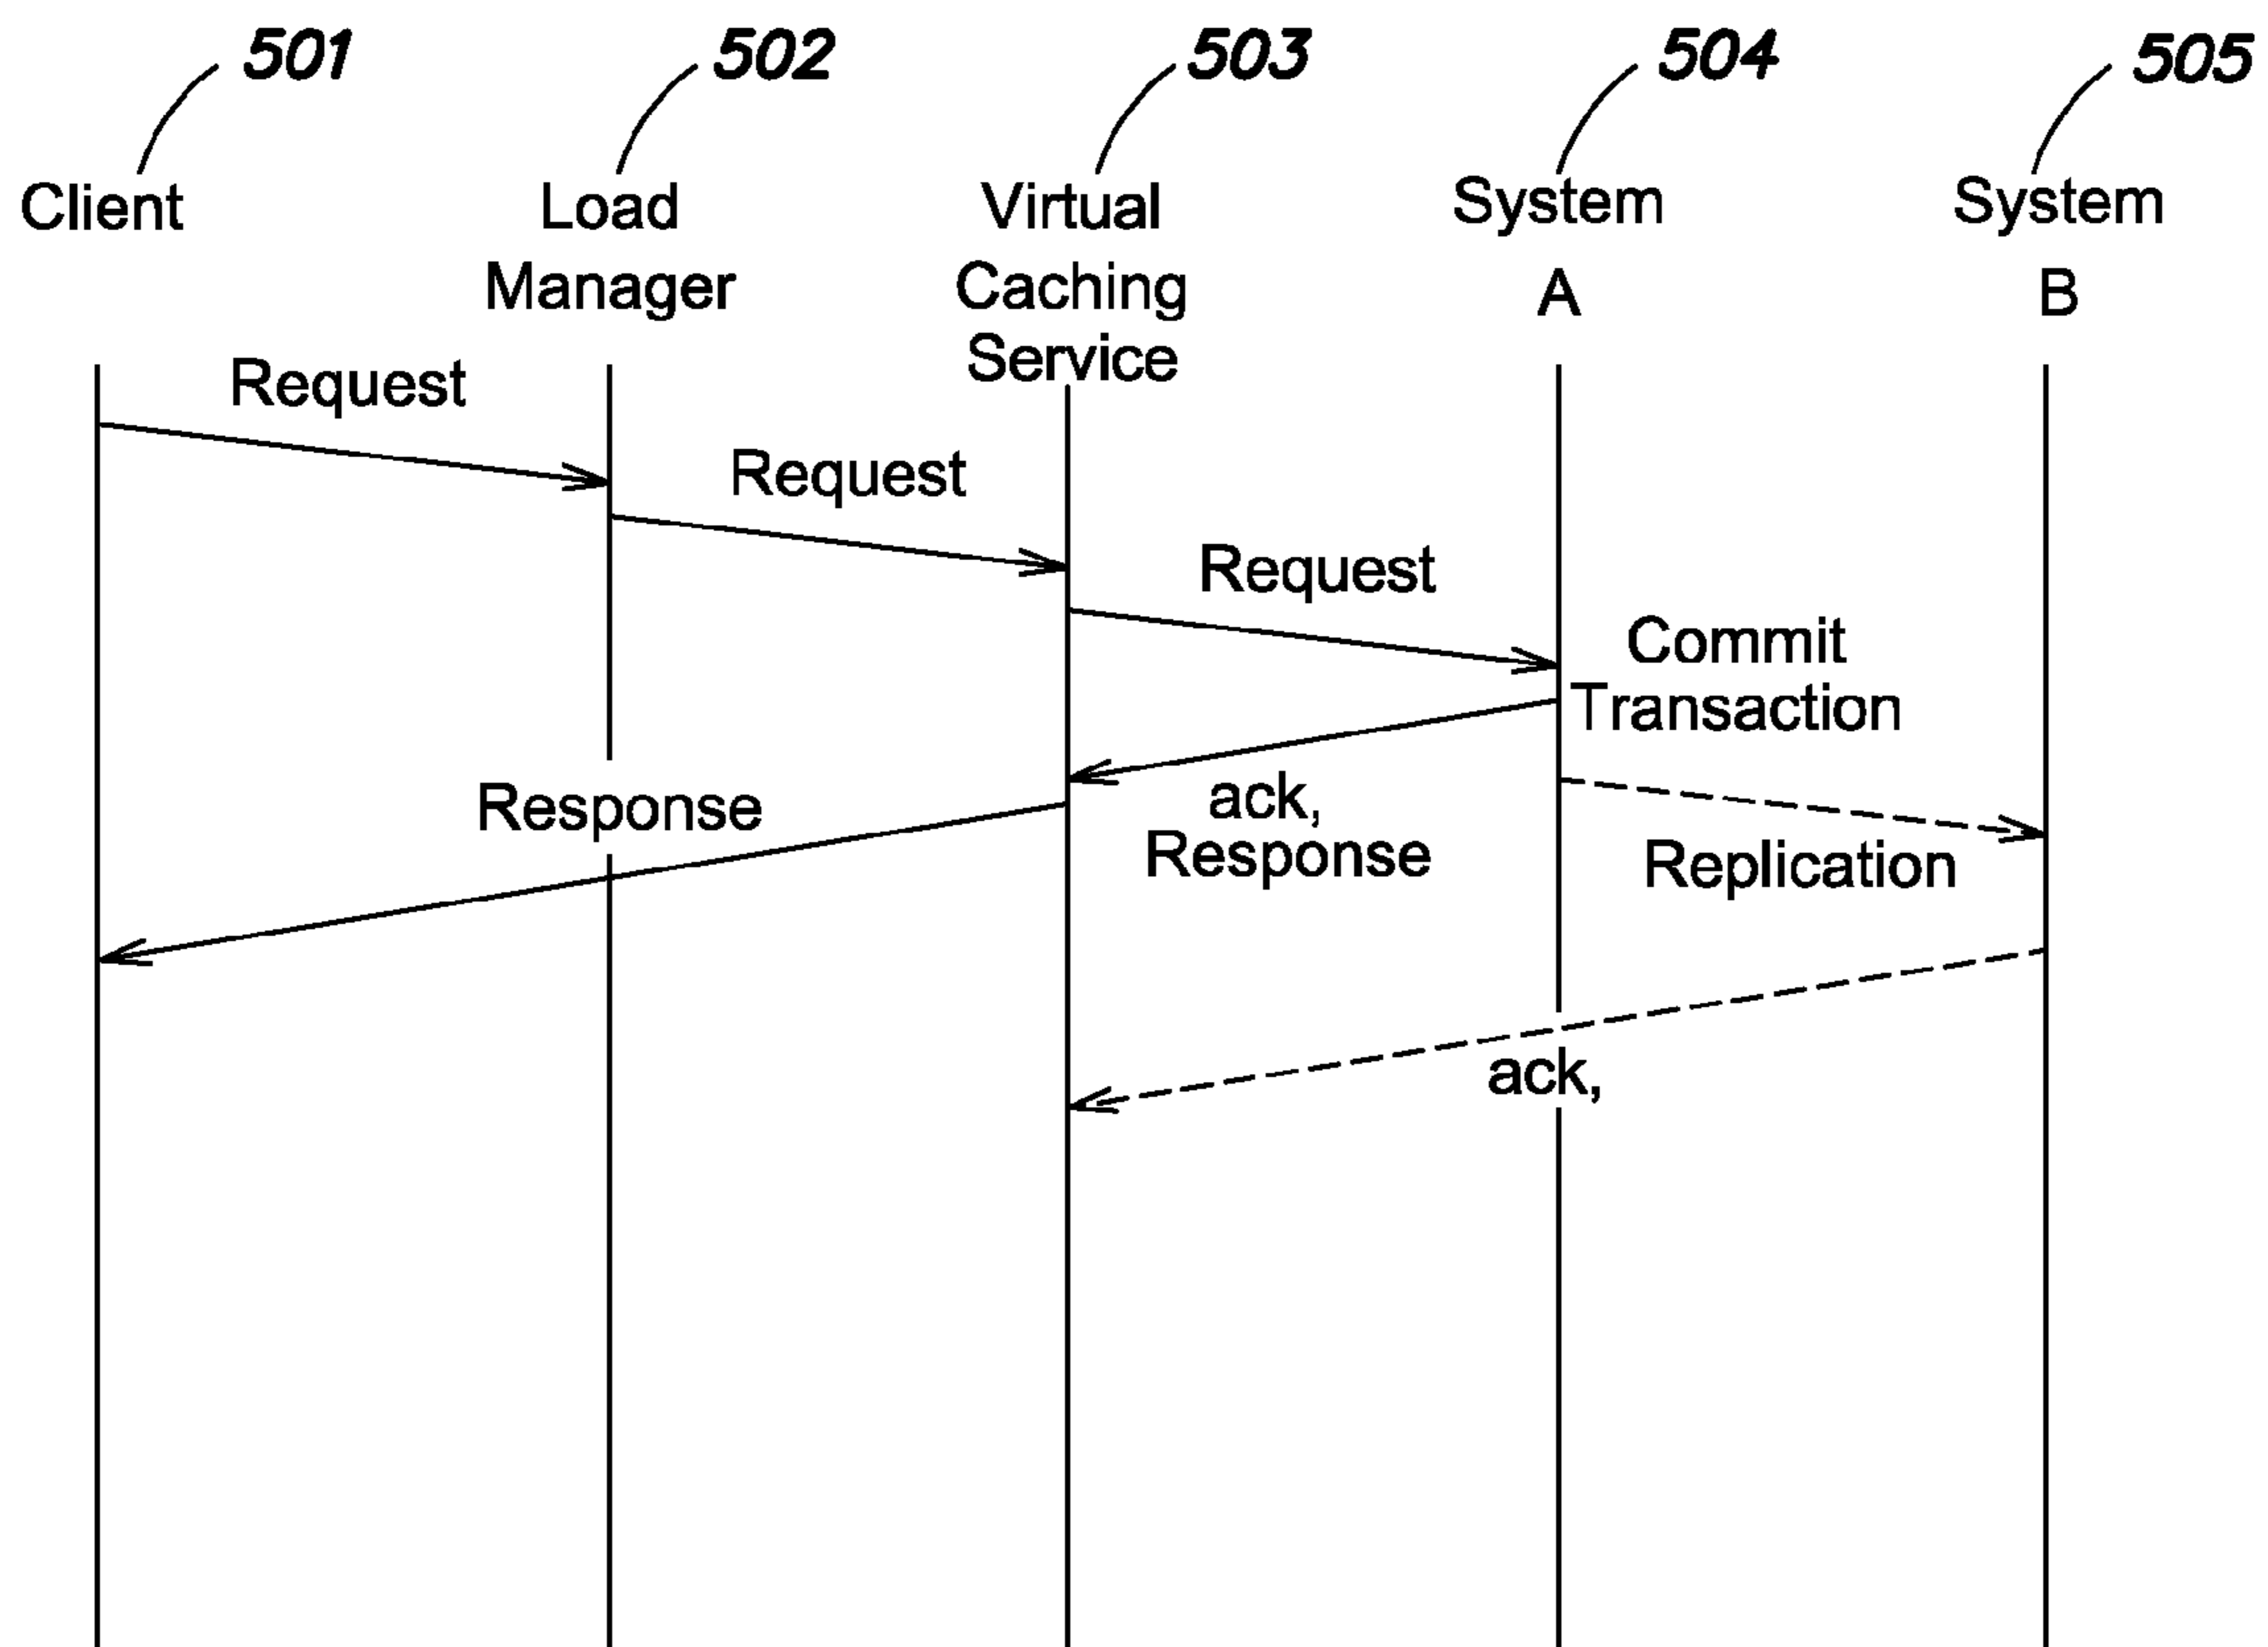 501
502
503
504
505
Client
Load
Manager
Virtual
Caching
Service
System
A
System
B
Request
Request
Request
Commit
Transaction
ack,
Response
Response
Replication
ack,